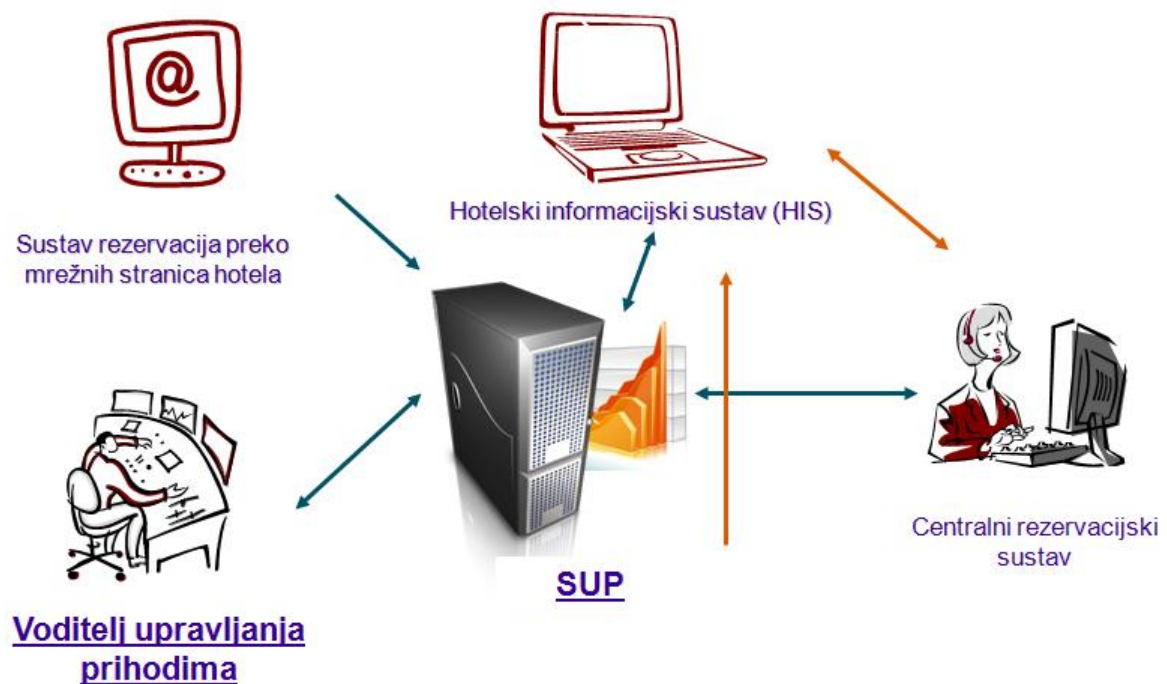 @
Hotelski informacijski sustav (HIS)
Sustav rezervacija preko
mrežnih stranica hotela
Centralni rezervacijski
sustav
SUP
Voditelj upravljanja
prihodima